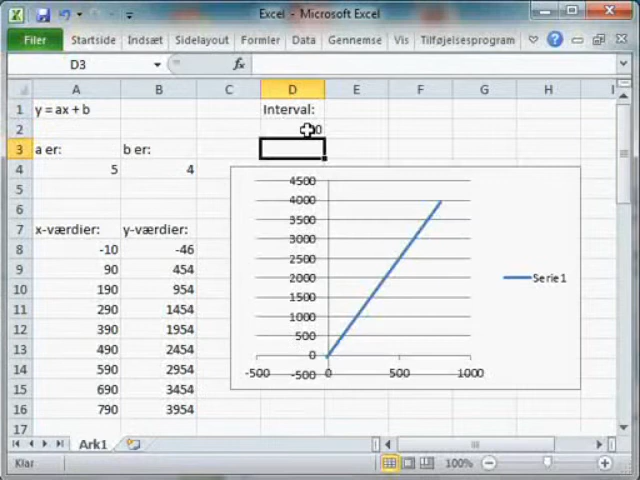 Excel - Microsoft Excel
Filer Startside Indsæt Sidelayout Formler Data Gennemse Vis Tilføjelsesprogram
D3 fx
A B C D E F G H I
1 y = ax + b Interval:
2
3 a er: b er:
4 5 4
5
6
7 x-værdier: y-værdier:
8 -10 -46
9 90 454
10 190 954
11 290 1454
12 390 1954
13 490 2454
14 590 2954
15 690 3454
16 790 3954
17
4500
4000
3500
3000
2500
2000
1500
1000
500
0
-500 -500 0 500 1000
Serie1
Ark1
Klar 100%